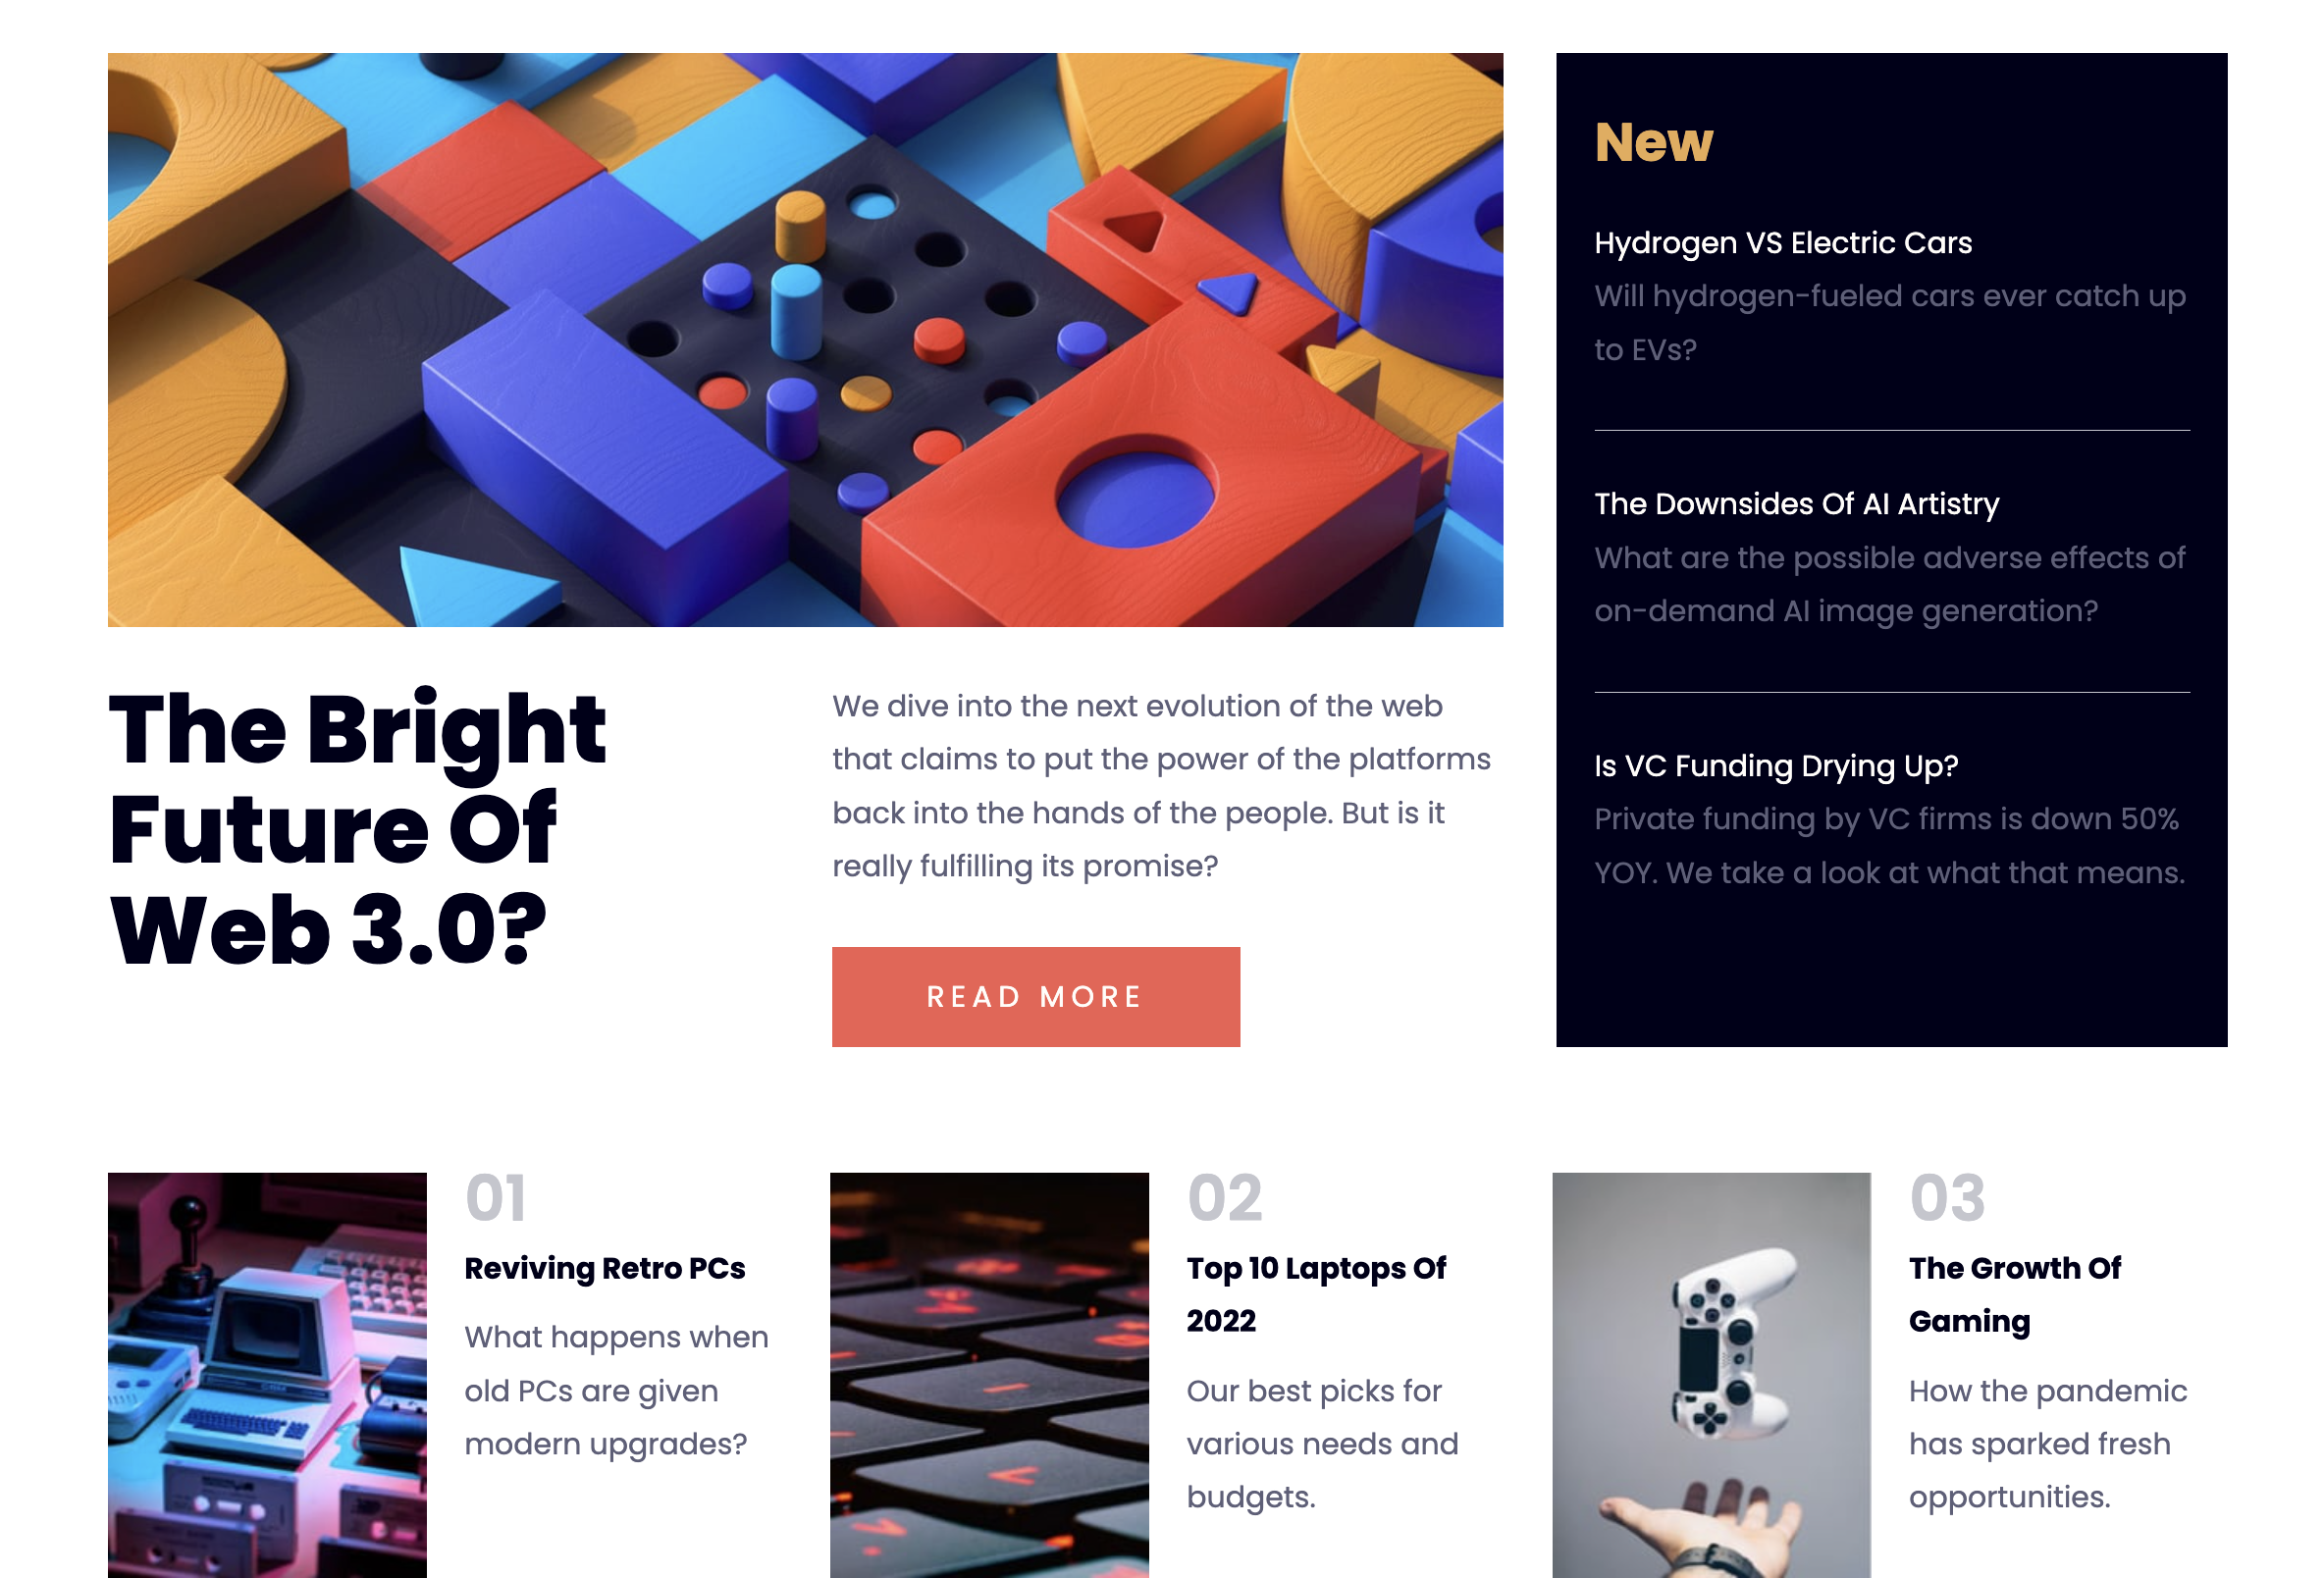 The Bright
Future Of
Web 3.0?
We dive into the next evolution of the web
that claims to put the power of the platforms
back into the hands of the people. But is it
really fulfilling its promise?
READ MORE
New
Hydrogen VS Electric Cars
Will hydrogen-fueled cars ever catch up
to EVs?
The Downsides Of AI Artistry
What are the possible adverse effects of
on-demand AI image generation?
Is VC Funding Drying Up?
Private funding by VC firms is down 50%
YOY. We take a look at what that means.
01
Reviving Retro PCs
What happens when
old PCs are given
modern upgrades?
02
Top 10 Laptops Of
2022
Our best picks for
various needs and
budgets.
03
The Growth Of
Gaming
How the pandemic
has sparked fresh
opportunities.